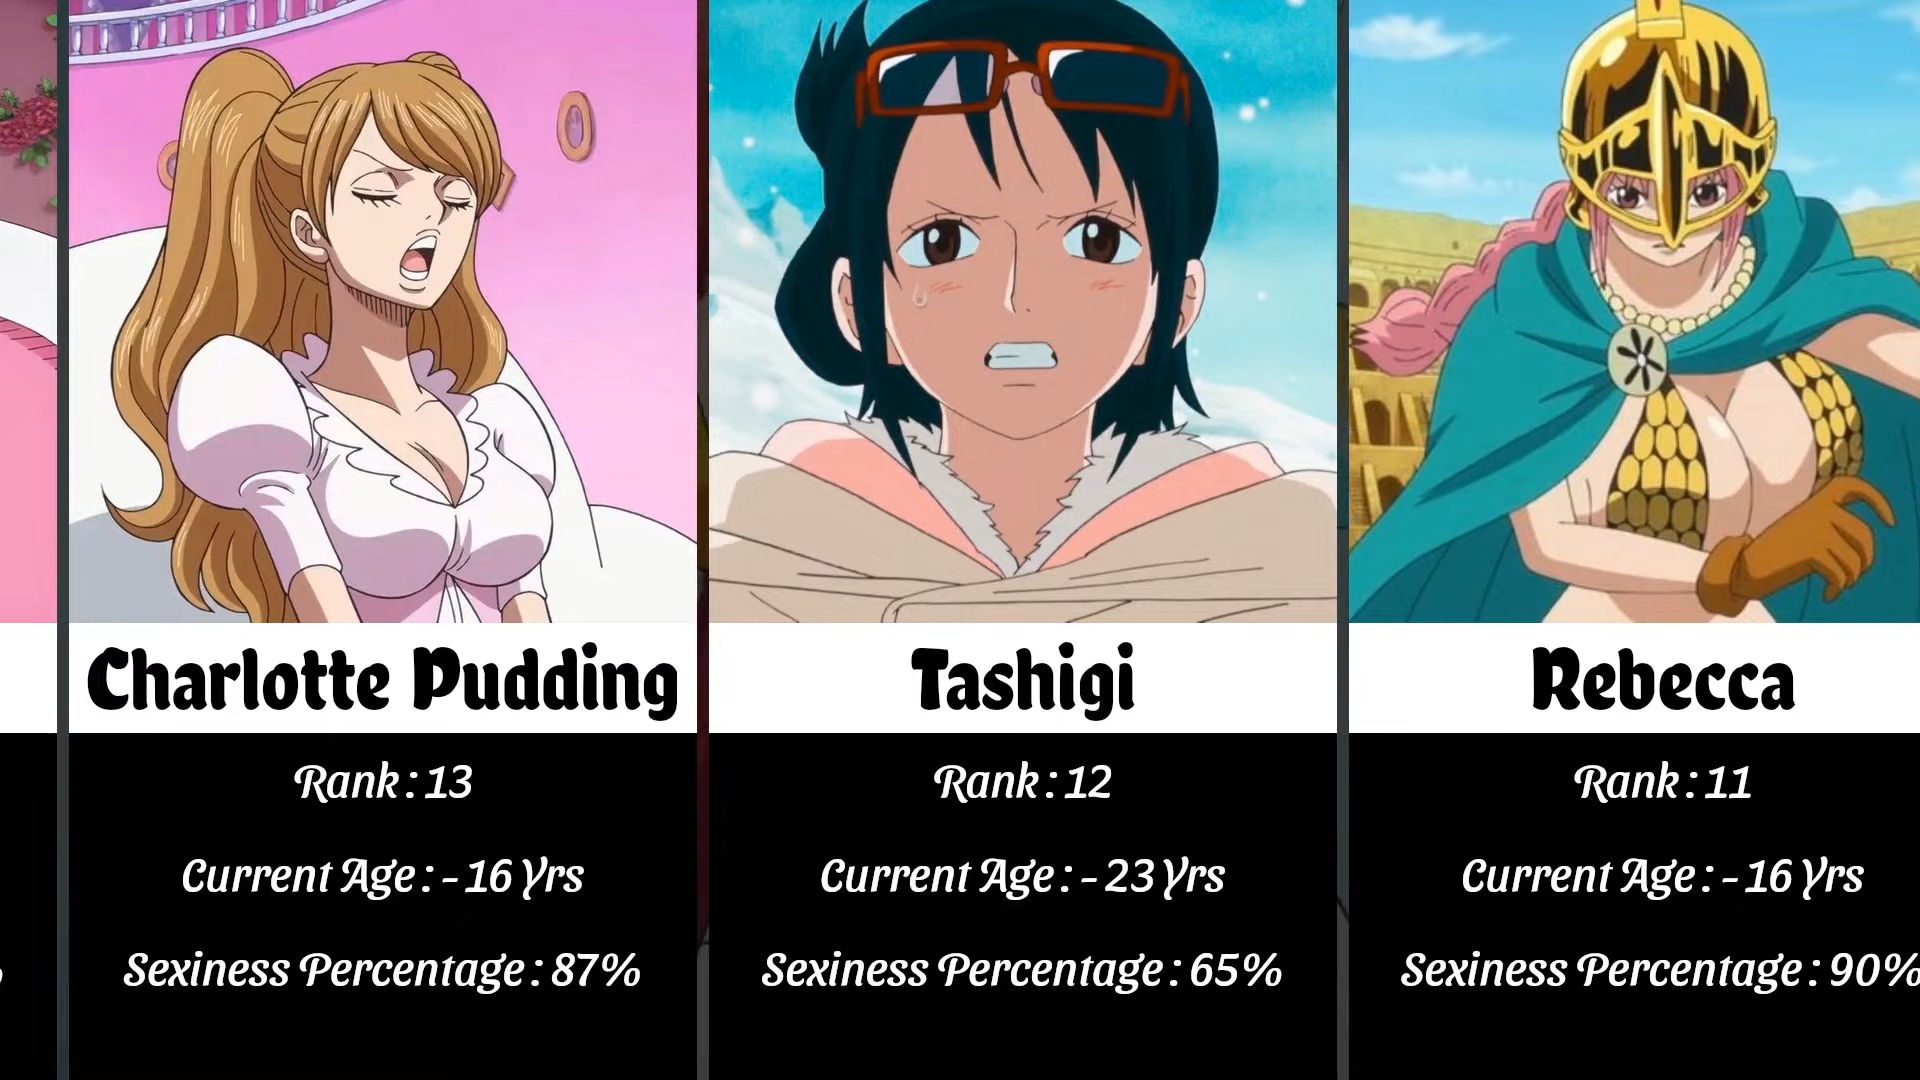 Charlotte Pudding
Rank : 13
Current Age : - 16 Yrs
Sexiness Percentage : 87%
Tashigi
Rank : 12
Current Age : - 23 Yrs
Sexiness Percentage : 65%
Rebecca
Rank : 11
Current Age : - 16 Yrs
Sexiness Percentage : 90%